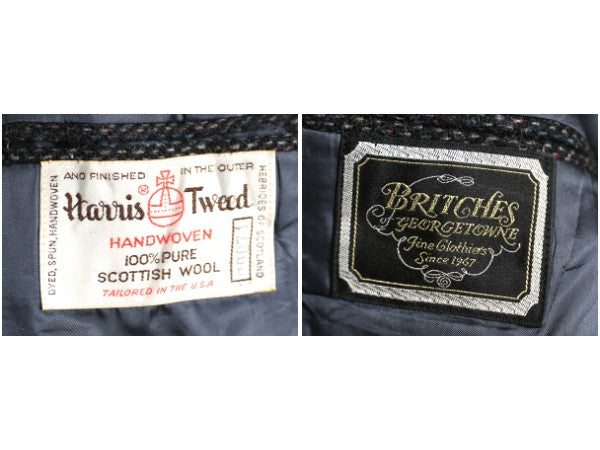 DYED, SPUN, HANDWOVEN
AND FINISHED IN THE OUTER
HEBRIDES OF SCOTLAND
Harris ® Tweed
HANDWOVEN
100% PURE
SCOTTISH WOOL
TAILORED IN THE U.S.A
BRITCHES
OF GEORGETOWNE
Fine Clothiers
Since 1967